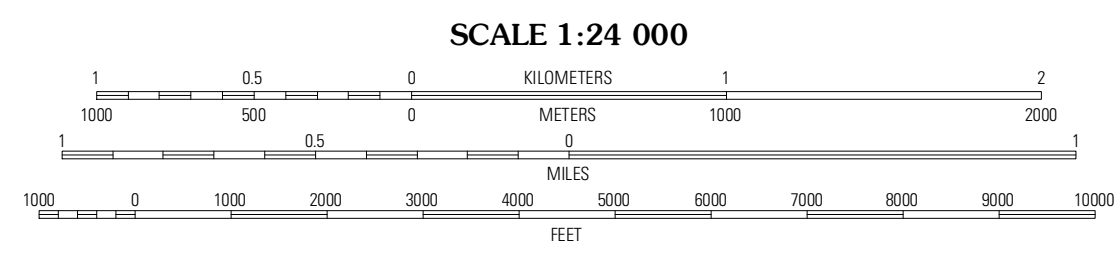 SCALE 1:24 000
1 0.5 0 KILOMETERS 1 2
1000 500 0 METERS 1000 2000
1 0.5 0 1
MILES
1000 0 1000 2000 3000 4000 5000 6000 7000 8000 9000 10000
FEET